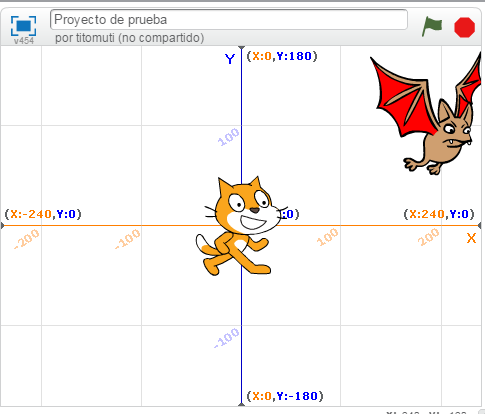 Proyecto de prueba
por titomuti (no compartido)
v454
Y (X:0,Y:180)
100
(X:-240,Y:0) :0) (X:240,Y:0)
-200 -100 100 200 X
-100
(X:0,Y:-180)